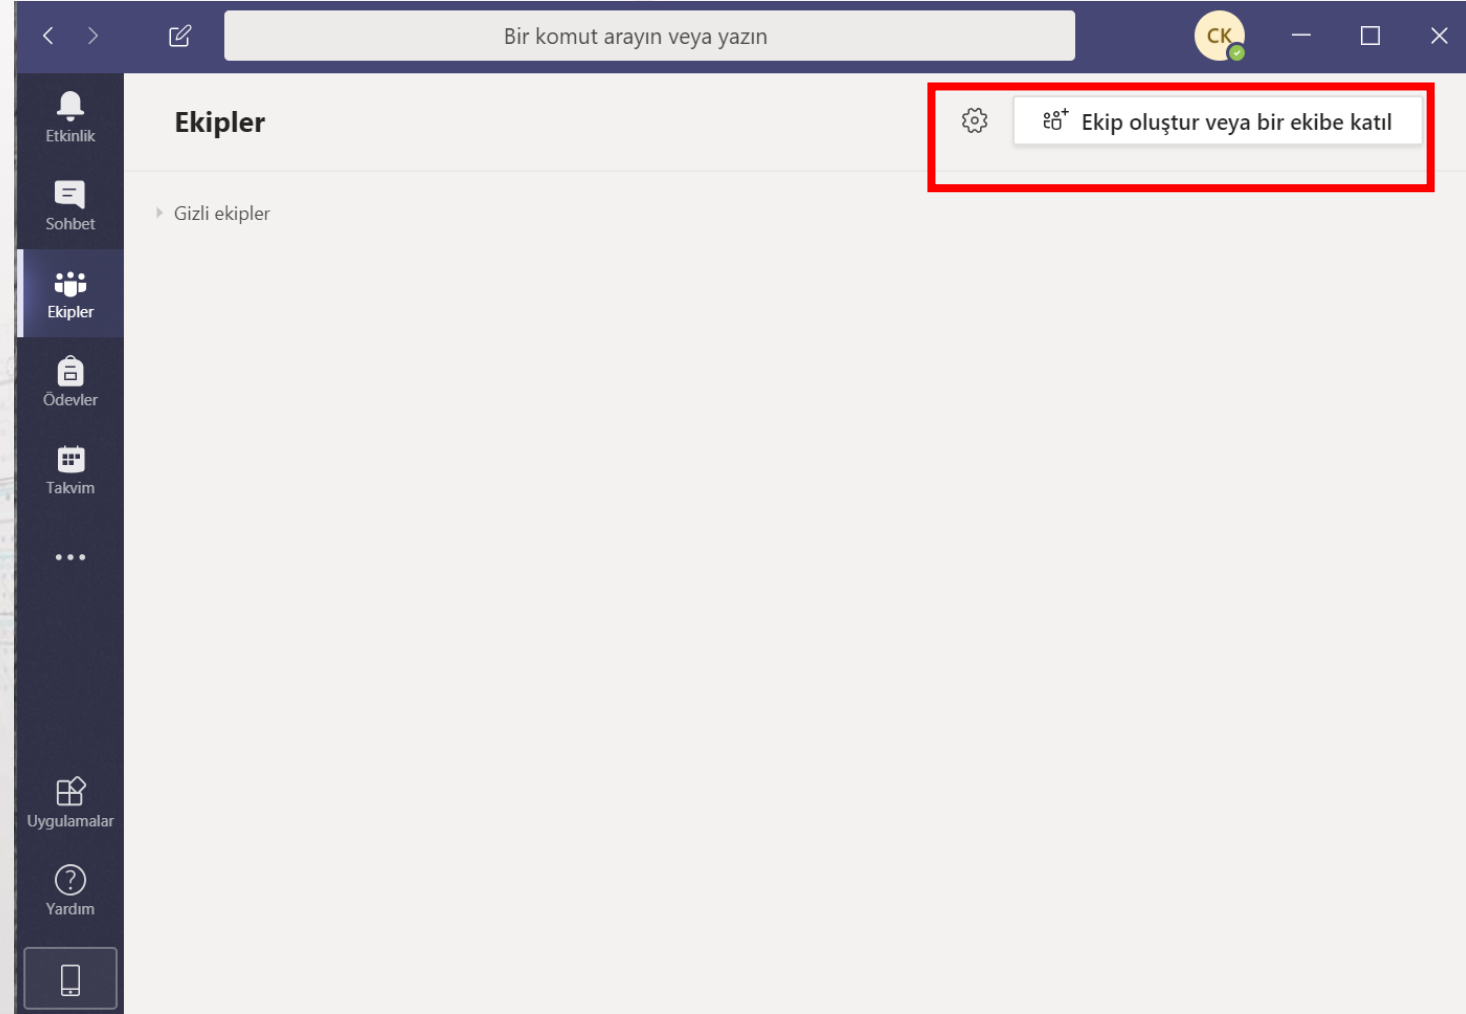 Bir komut arayın veya yazın
CK
Etkinlik
Ekipler
Ekip oluştur veya bir ekibe katıl
Sohbet
Gizli ekipler
Ekipler
Ödevler
Takvim
Uygulamalar
Yardım